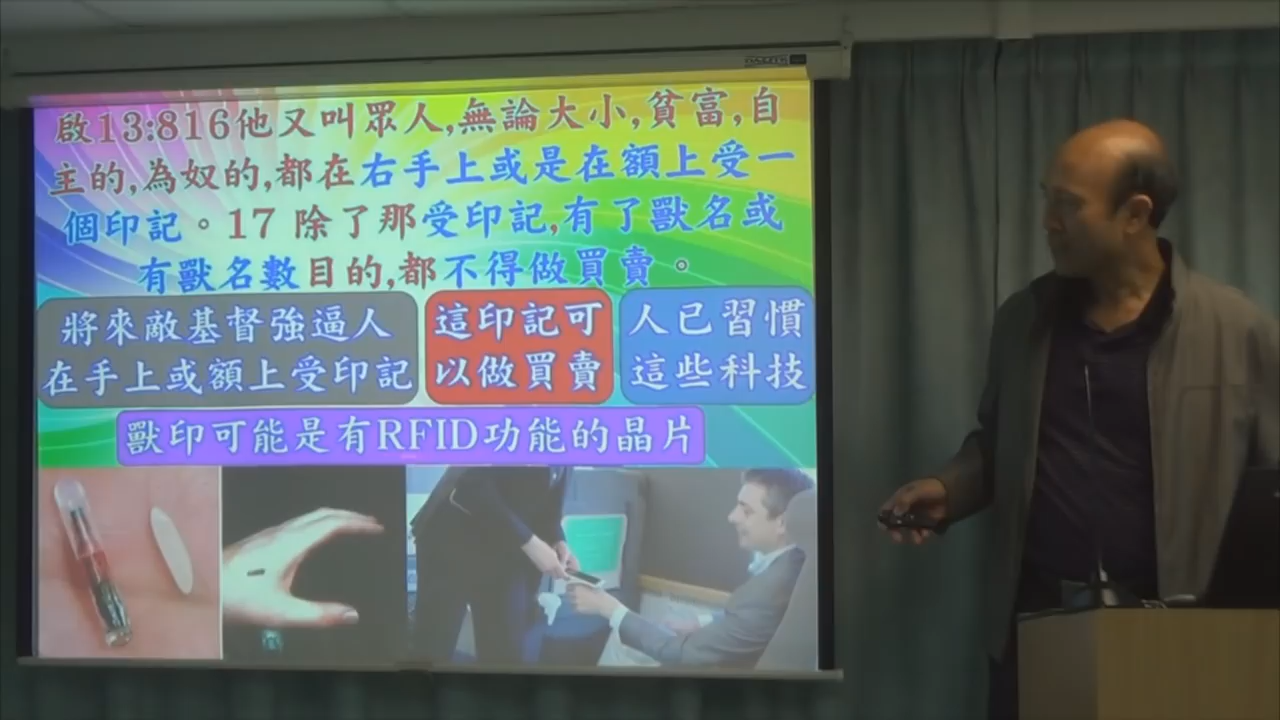 啟13:816他又叫眾人,無論大小,貧富,自
主的,為奴的,都在右手上或是在額上受一
個印記。17 除了那受印記,有了獸名或
有獸名數目的,都不得做買賣。
將來敵基督強逼人
在手上或額上受印記
這印記可
以做買賣
人已習慣
這些科技
獸印可能是有RFID功能的晶片